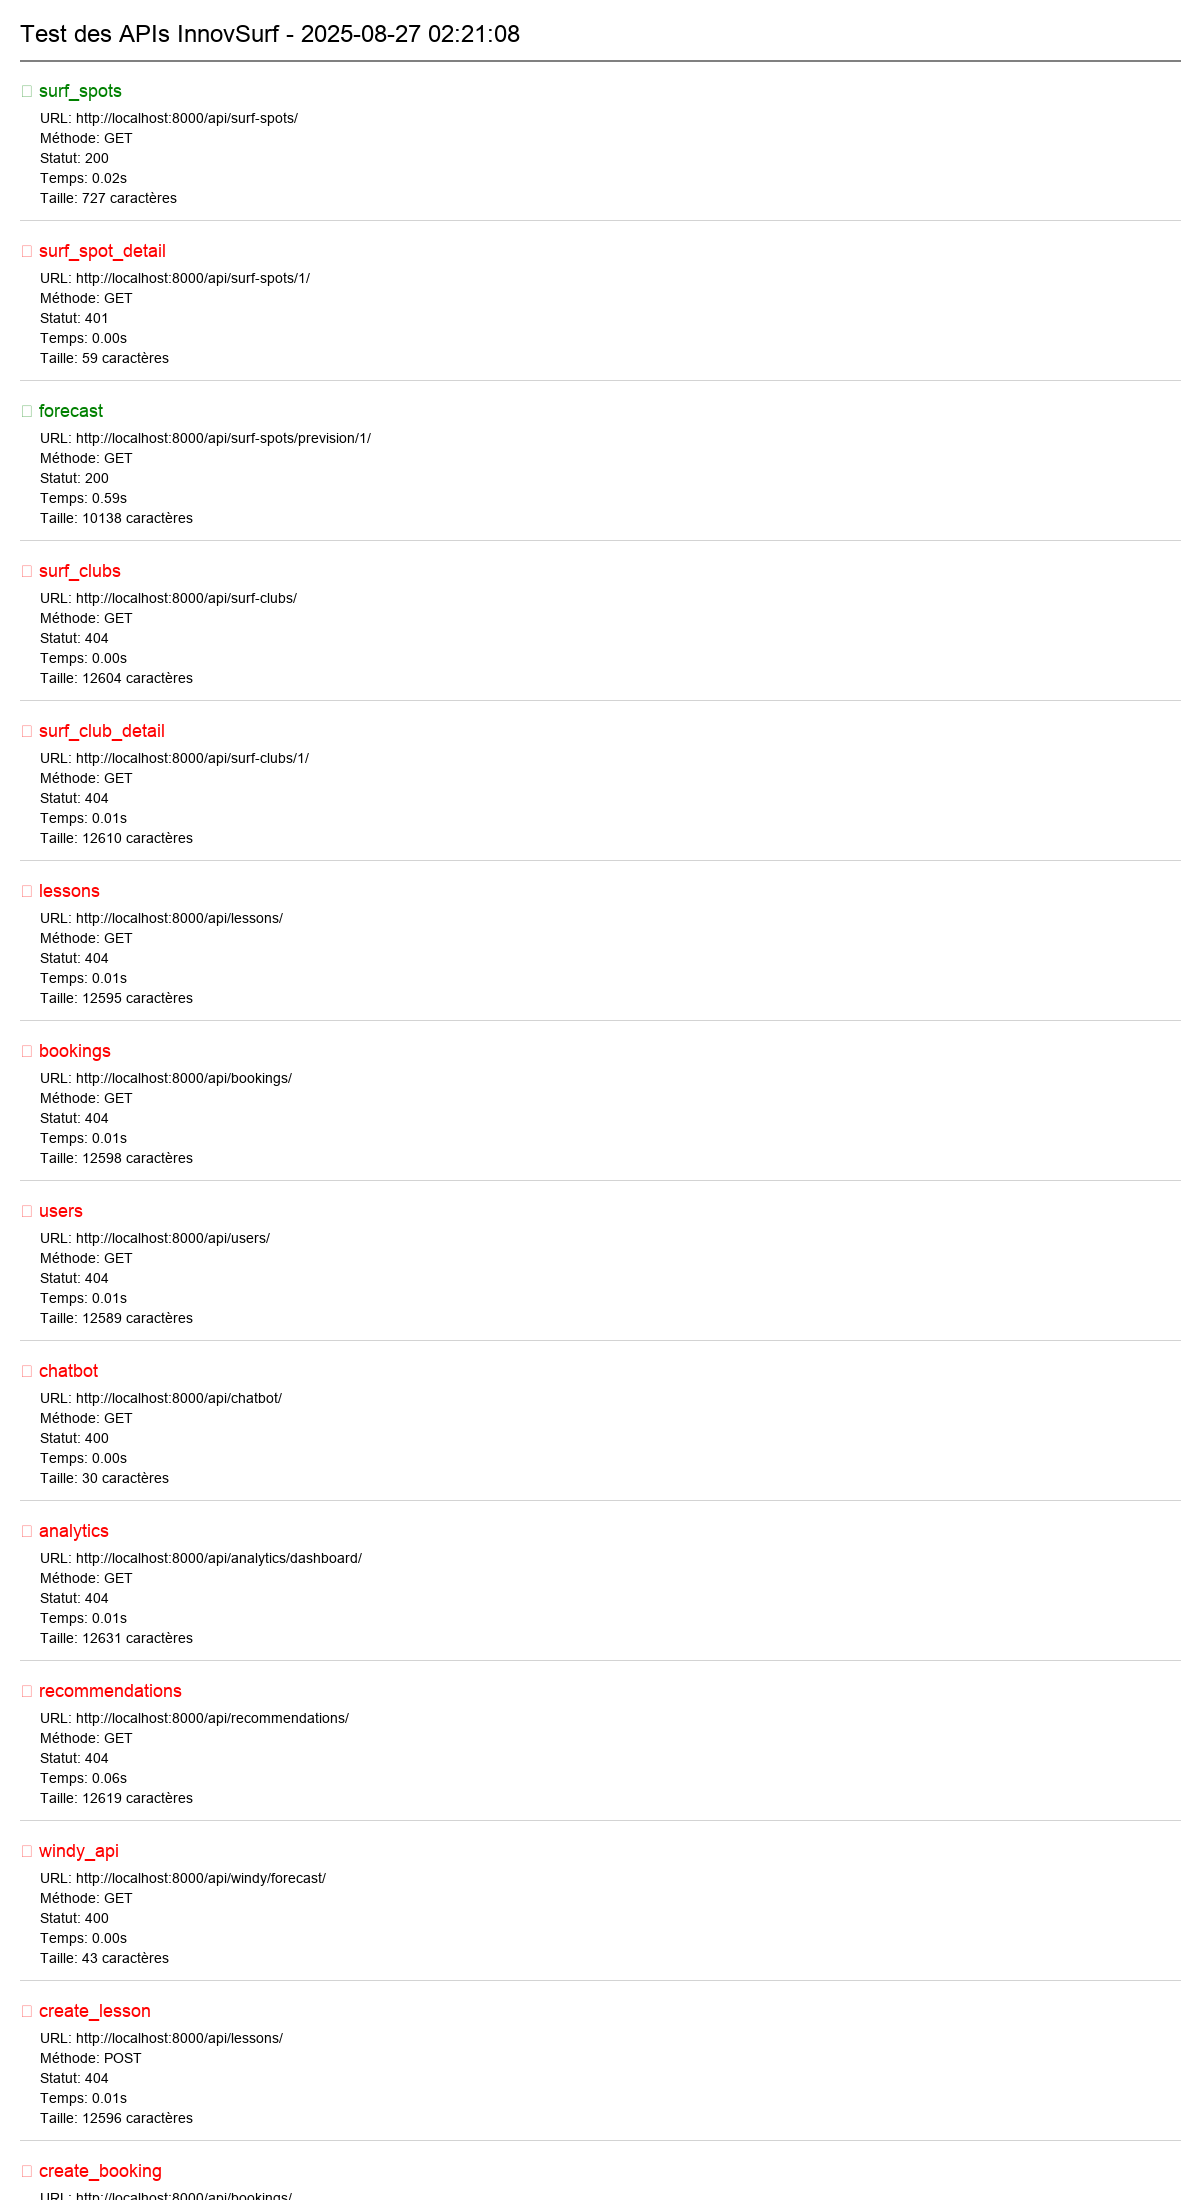 Test des APIs InnovSurf - 2025-08-27 02:21:08
surf_spots
URL: http://localhost:8000/api/surf-spots/
Méthode: GET
Statut: 200
Temps: 0.02s
Taille: 727 caractères
surf_spot_detail
URL: http://localhost:8000/api/surf-spots/1/
Méthode: GET
Statut: 401
Temps: 0.00s
Taille: 59 caractères
forecast
URL: http://localhost:8000/api/surf-spots/prevision/1/
Méthode: GET
Statut: 200
Temps: 0.59s
Taille: 10138 caractères
surf_clubs
URL: http://localhost:8000/api/surf-clubs/
Méthode: GET
Statut: 404
Temps: 0.00s
Taille: 12604 caractères
surf_club_detail
URL: http://localhost:8000/api/surf-clubs/1/
Méthode: GET
Statut: 404
Temps: 0.01s
Taille: 12610 caractères
lessons
URL: http://localhost:8000/api/lessons/
Méthode: GET
Statut: 404
Temps: 0.01s
Taille: 12595 caractères
bookings
URL: http://localhost:8000/api/bookings/
Méthode: GET
Statut: 404
Temps: 0.01s
Taille: 12598 caractères
users
URL: http://localhost:8000/api/users/
Méthode: GET
Statut: 404
Temps: 0.01s
Taille: 12589 caractères
chatbot
URL: http://localhost:8000/api/chatbot/
Méthode: GET
Statut: 400
Temps: 0.00s
Taille: 30 caractères
analytics
URL: http://localhost:8000/api/analytics/dashboard/
Méthode: GET
Statut: 404
Temps: 0.01s
Taille: 12631 caractères
recommendations
URL: http://localhost:8000/api/recommendations/
Méthode: GET
Statut: 404
Temps: 0.06s
Taille: 12619 caractères
windy_api
URL: http://localhost:8000/api/windy/forecast/
Méthode: GET
Statut: 400
Temps: 0.00s
Taille: 43 caractères
create_lesson
URL: http://localhost:8000/api/lessons/
Méthode: POST
Statut: 404
Temps: 0.01s
Taille: 12596 caractères
create_booking
URL: http://localhost:8000/api/bookings/